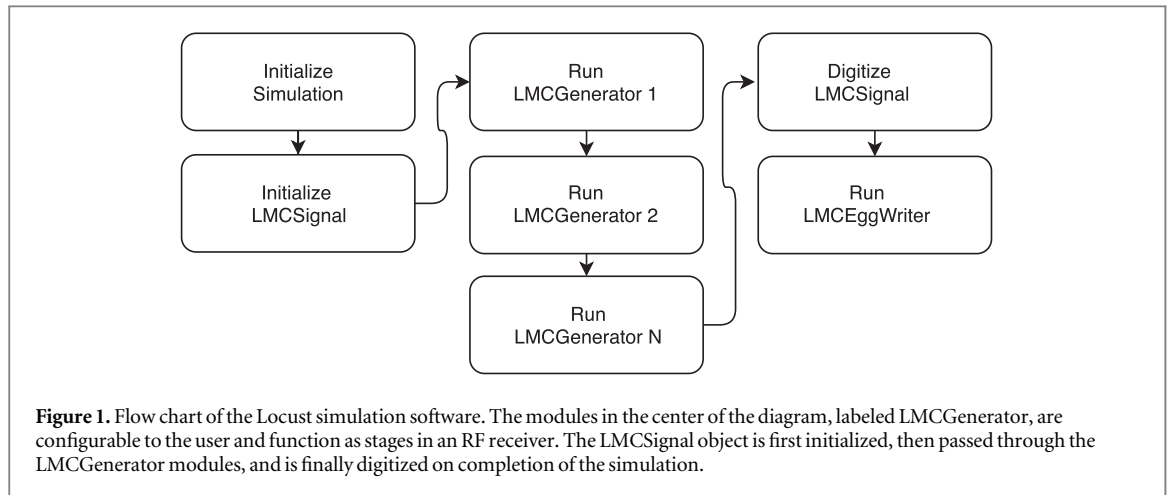 Initialize
Simulation
Initialize
LMCSignal
Run
LMCGenerator 1
Run
LMCGenerator 2
Run
LMCGenerator N
Digitize
LMCSignal
Run
LMCEggWriter
Figure 1. Flow chart of the Locust simulation software. The modules in the center of the diagram, labeled LMCGenerator, are
configurable to the user and function as stages in an RF receiver. The LMCSignal object is first initialized, then passed through the
LMCGenerator modules, and is finally digitized on completion of the simulation.